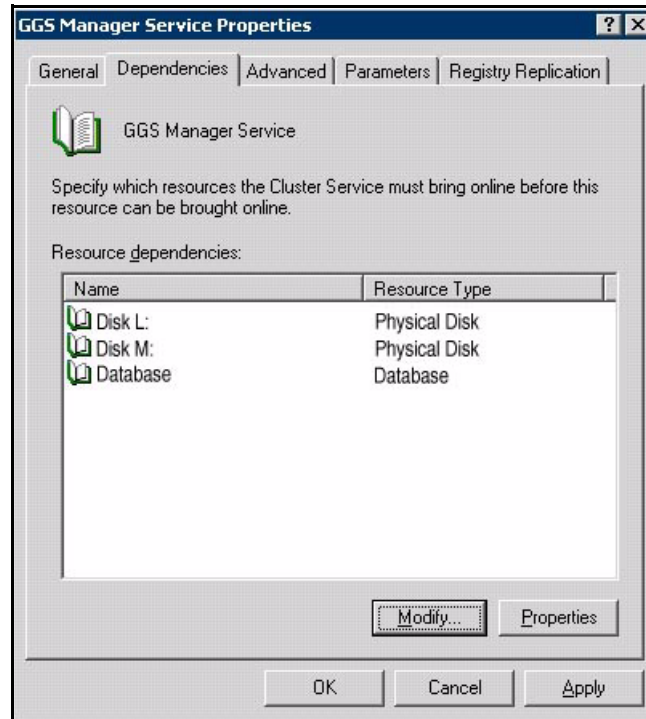 GGS Manager Service Properties
General Dependencies Advanced Parameters Registry Replication
GGS Manager Service
Specify which resources the Cluster Service must bring online before this
resource can be brought online.
Resource dependencies:
Name Resource Type
Disk L: Physical Disk
Disk M: Physical Disk
Database Database
Modify... Properties
OK Cancel Apply